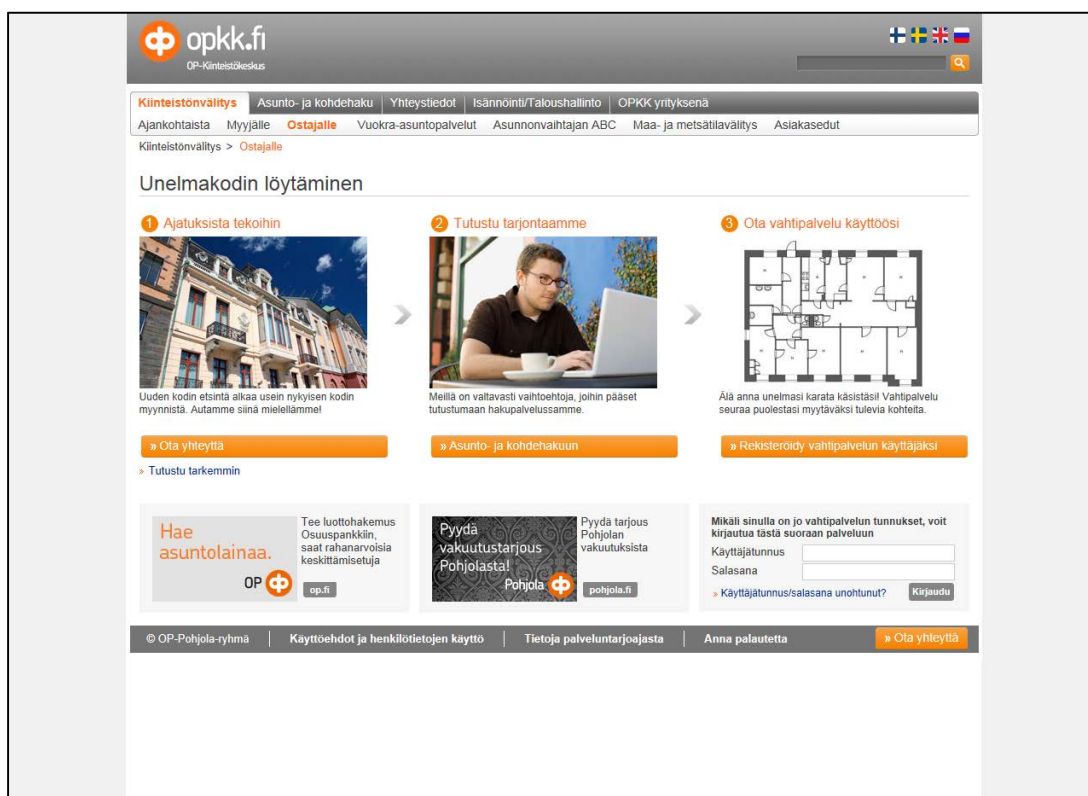 opkk.fi
OP-Kiinteistökeskus
Kiinteistönvälitys Asunto- ja kohdehaku Yhteystiedot Isännöinti/Taloushallinto OPKK yrityksenä
Ajankohtaista Myyjälle Ostajalle Vuokra-asuntopalvelut Asunnonvaihtajan ABC Maa- ja metsätilavälitys Asiakasedut
Kiinteistönvälitys > Ostajalle
Unelmakodin löytäminen
1 Ajatuksista tekoihin
Uuden kodin etsintä alkaa usein nykyisen kodin
myynnistä. Autamme siinä mielellämme!
» Ota yhteyttä
» Tutustu tarkemmin
2 Tutustu tarjontaamme
Meillä on valtavasti vaihtoehtoja, joihin pääset
tutustumaan hakupalvelussamme.
» Asunto- ja kohdehakuun
3 Ota vahtipalvelu käyttöösi
Älä anna unelmasi karata käsistäsi! Vahtipalvelu
seuraa puolestasi myytäväksi tulevia kohteita.
» Rekisteröidy vahtipalvelun käyttäjäksi
Hae
asuntolainaa.
OP
Tee luottohakemus
Osuuspankkiin,
saat rahanarvoisia
keskittämisetuja
op.fi
Pyydä
vakuutustarjous
Pohjolasta!
Pohjola
Pyydä tarjous
Pohjolan
vakuutuksista
pohjola.fi
Mikäli sinulla on jo vahtipalvelun tunnukset, voit
kirjautua tästä suoraan palveluun
Käyttäjätunnus
Salasana
» Käyttäjätunnus/salasana unohtunut? Kirjaudu
© OP-Pohjola-ryhmä Käyttöehdot ja henkilötietojen käyttö Tietoja palveluntarjoajasta Anna palautetta » Ota yhteyttä